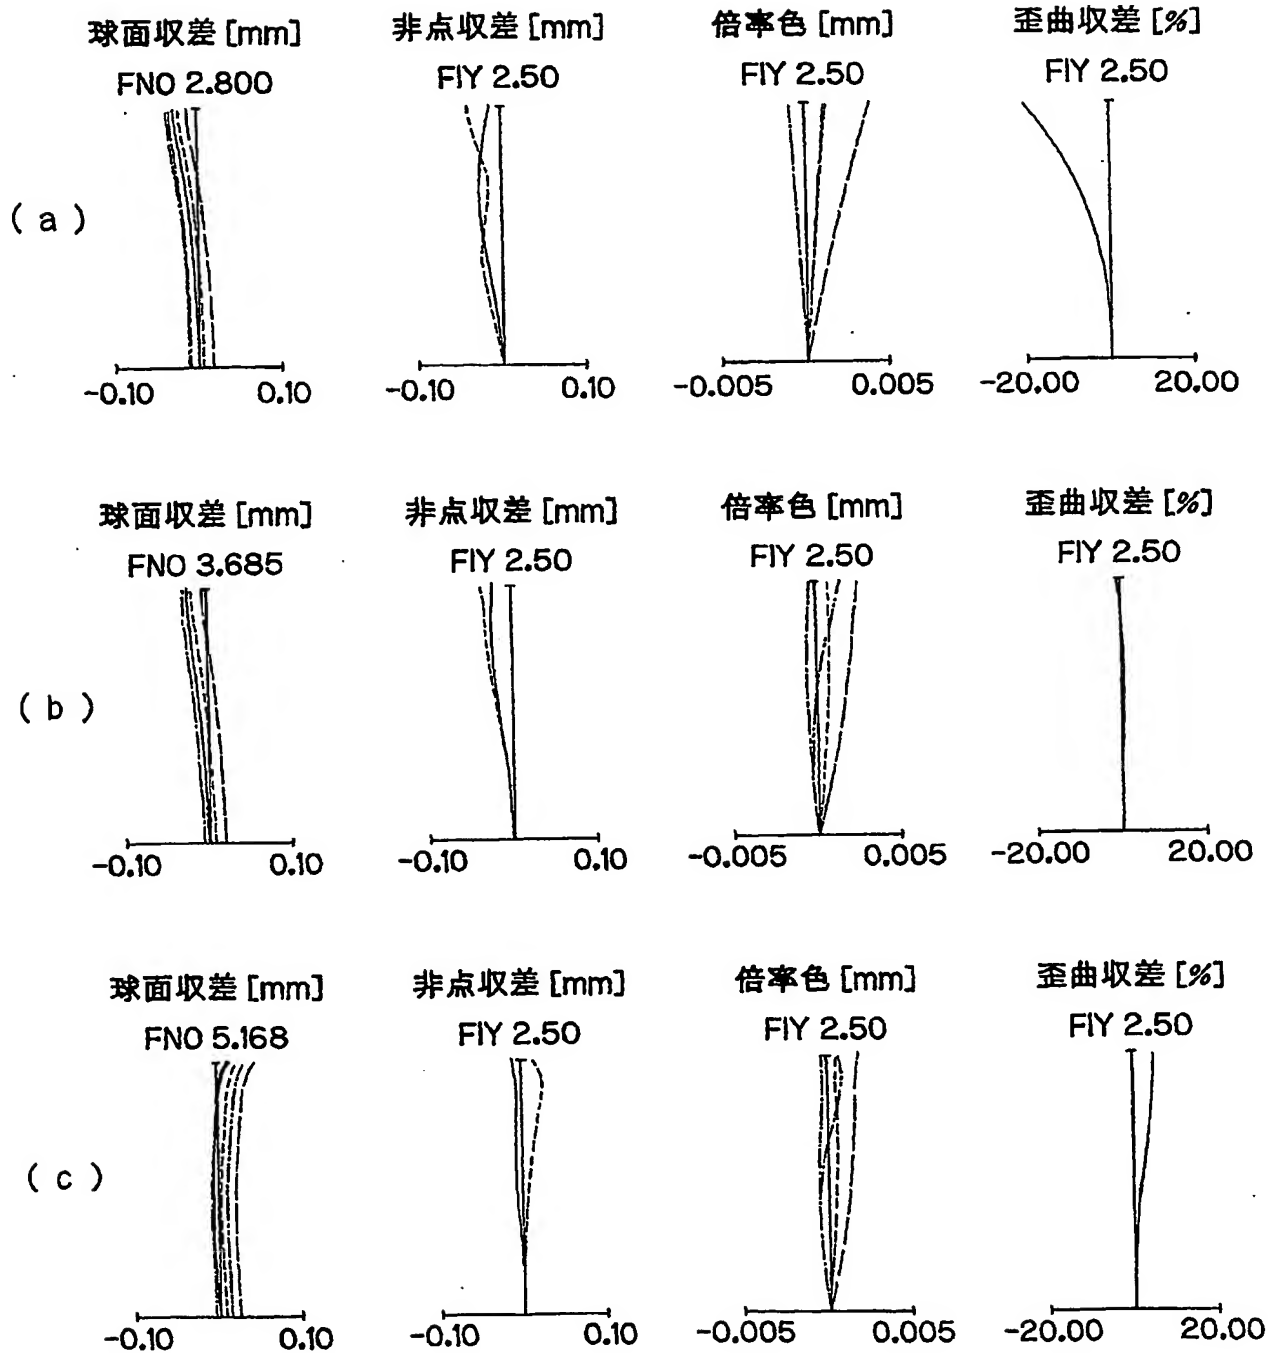 球面収差 [mm] 非点収差 [mm] 倍率色 [mm] 歪曲収差 [%]
FNO 2.800 FIY 2.50 FIY 2.50 FIY 2.50
( a )
-0.10 0.10 -0.10 0.10 -0.005 0.005 -20.00 20.00
球面収差 [mm] 非点収差 [mm] 倍率色 [mm] 歪曲収差 [%]
FNO 3.685 FIY 2.50 FIY 2.50 FIY 2.50
( b )
-0.10 0.10 -0.10 0.10 -0.005 0.005 -20.00 20.00
球面収差 [mm] 非点収差 [mm] 倍率色 [mm] 歪曲収差 [%]
FNO 5.168 FIY 2.50 FIY 2.50 FIY 2.50
( c )
-0.10 0.10 -0.10 0.10 -0.005 0.005 -20.00 20.00